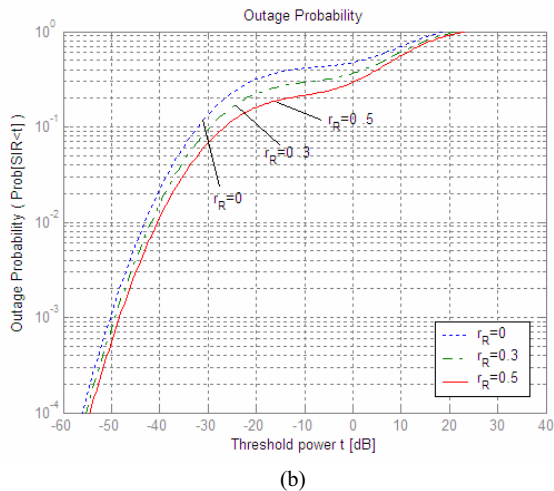 Outage Probability
Outage Probability { Prob[SIR<t] }
10^0
10^-1
10^-2
10^-3
10^-4
r_R=0.5
r_R=0.3
r_R=0
r_R=0
r_R=0.3
r_R=0.5
-60 -50 -40 -30 -20 -10 0 10 20 30 40
Threshold power t [dB]
(b)